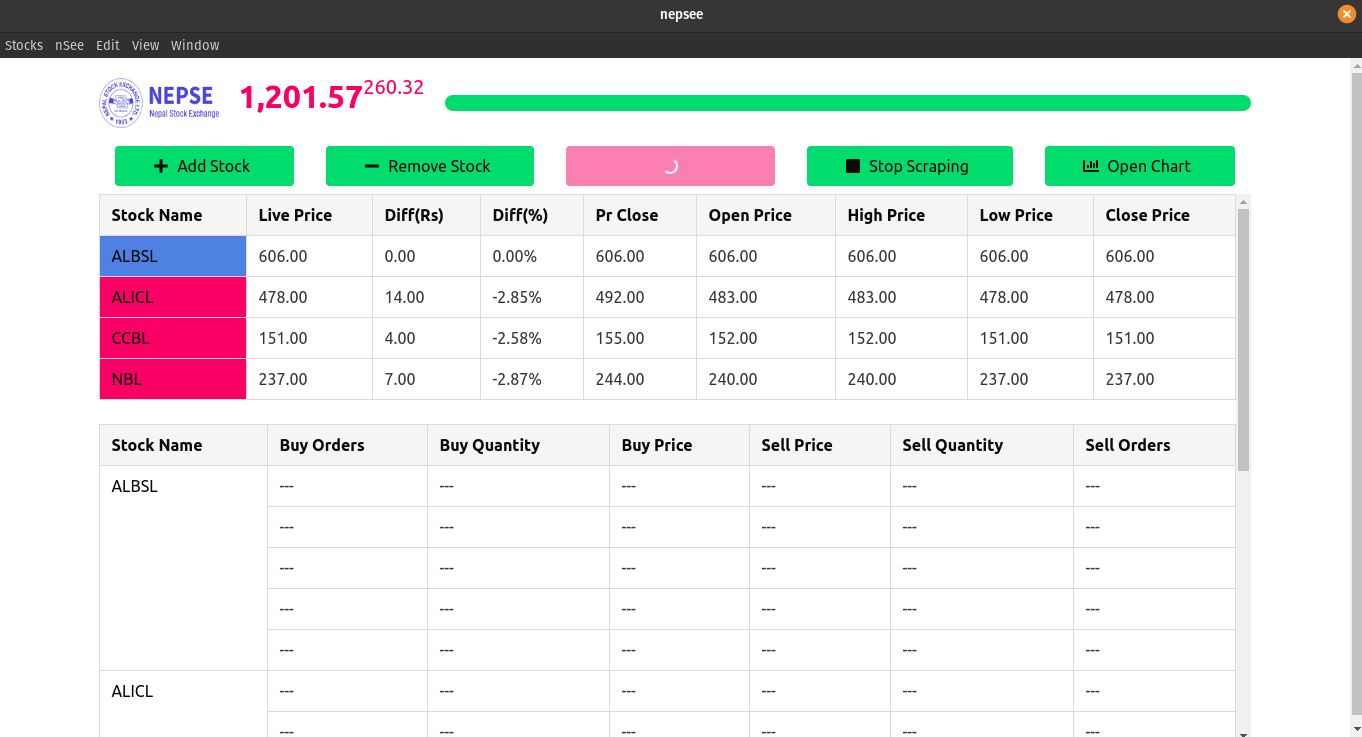 nepsee
Stocks nSee Edit View Window
NEPAL STOCK EXCHANGE LTD.
1993
NEPSE
Nepal Stock Exchange
1,201.57 260.32
Add Stock Remove Stock Stop Scraping Open Chart
Stock Name Live Price Diff(Rs) Diff(%) Pr Close Open Price High Price Low Price Close Price
ALBSL 606.00 0.00 0.00% 606.00 606.00 606.00 606.00 606.00
ALICL 478.00 14.00 -2.85% 492.00 483.00 483.00 478.00 478.00
CCBL 151.00 4.00 -2.58% 155.00 152.00 152.00 151.00 151.00
NBL 237.00 7.00 -2.87% 244.00 240.00 240.00 237.00 237.00
Stock Name Buy Orders Buy Quantity Buy Price Sell Price Sell Quantity Sell Orders
ALBSL --- --- --- --- --- ---
--- --- --- --- --- ---
--- --- --- --- --- ---
--- --- --- --- --- ---
--- --- --- --- --- ---
ALICL --- --- --- --- --- ---
--- --- --- --- --- ---